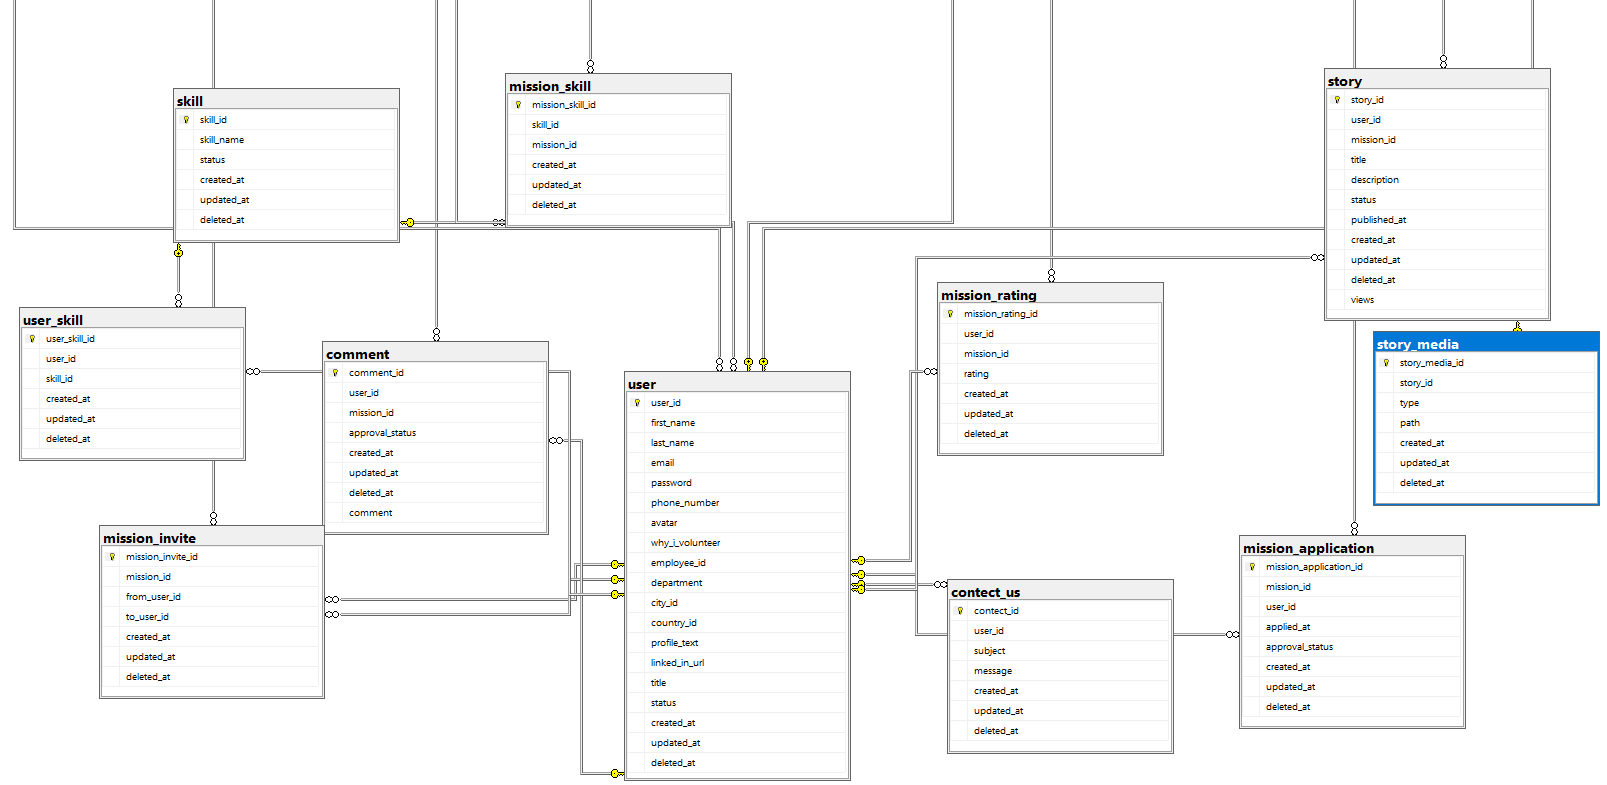 skill
skill_id
skill_name
status
created_at
updated_at
deleted_at
mission_skill
mission_skill_id
skill_id
mission_id
created_at
updated_at
deleted_at
story
story_id
user_id
mission_id
title
description
status
published_at
created_at
updated_at
deleted_at
views
user_skill
user_skill_id
user_id
skill_id
created_at
updated_at
deleted_at
comment
comment_id
user_id
mission_id
approval_status
created_at
updated_at
deleted_at
comment
user
user_id
first_name
last_name
email
password
phone_number
avatar
why_i_volunteer
employee_id
department
city_id
country_id
profile_text
linked_in_url
title
status
created_at
updated_at
deleted_at
mission_rating
mission_rating_id
user_id
mission_id
rating
created_at
updated_at
deleted_at
story_media
story_media_id
story_id
type
path
created_at
updated_at
deleted_at
mission_invite
mission_invite_id
mission_id
from_user_id
to_user_id
created_at
updated_at
deleted_at
contect_us
contect_id
user_id
subject
message
created_at
updated_at
deleted_at
mission_application
mission_application_id
mission_id
user_id
applied_at
approval_status
created_at
updated_at
deleted_at